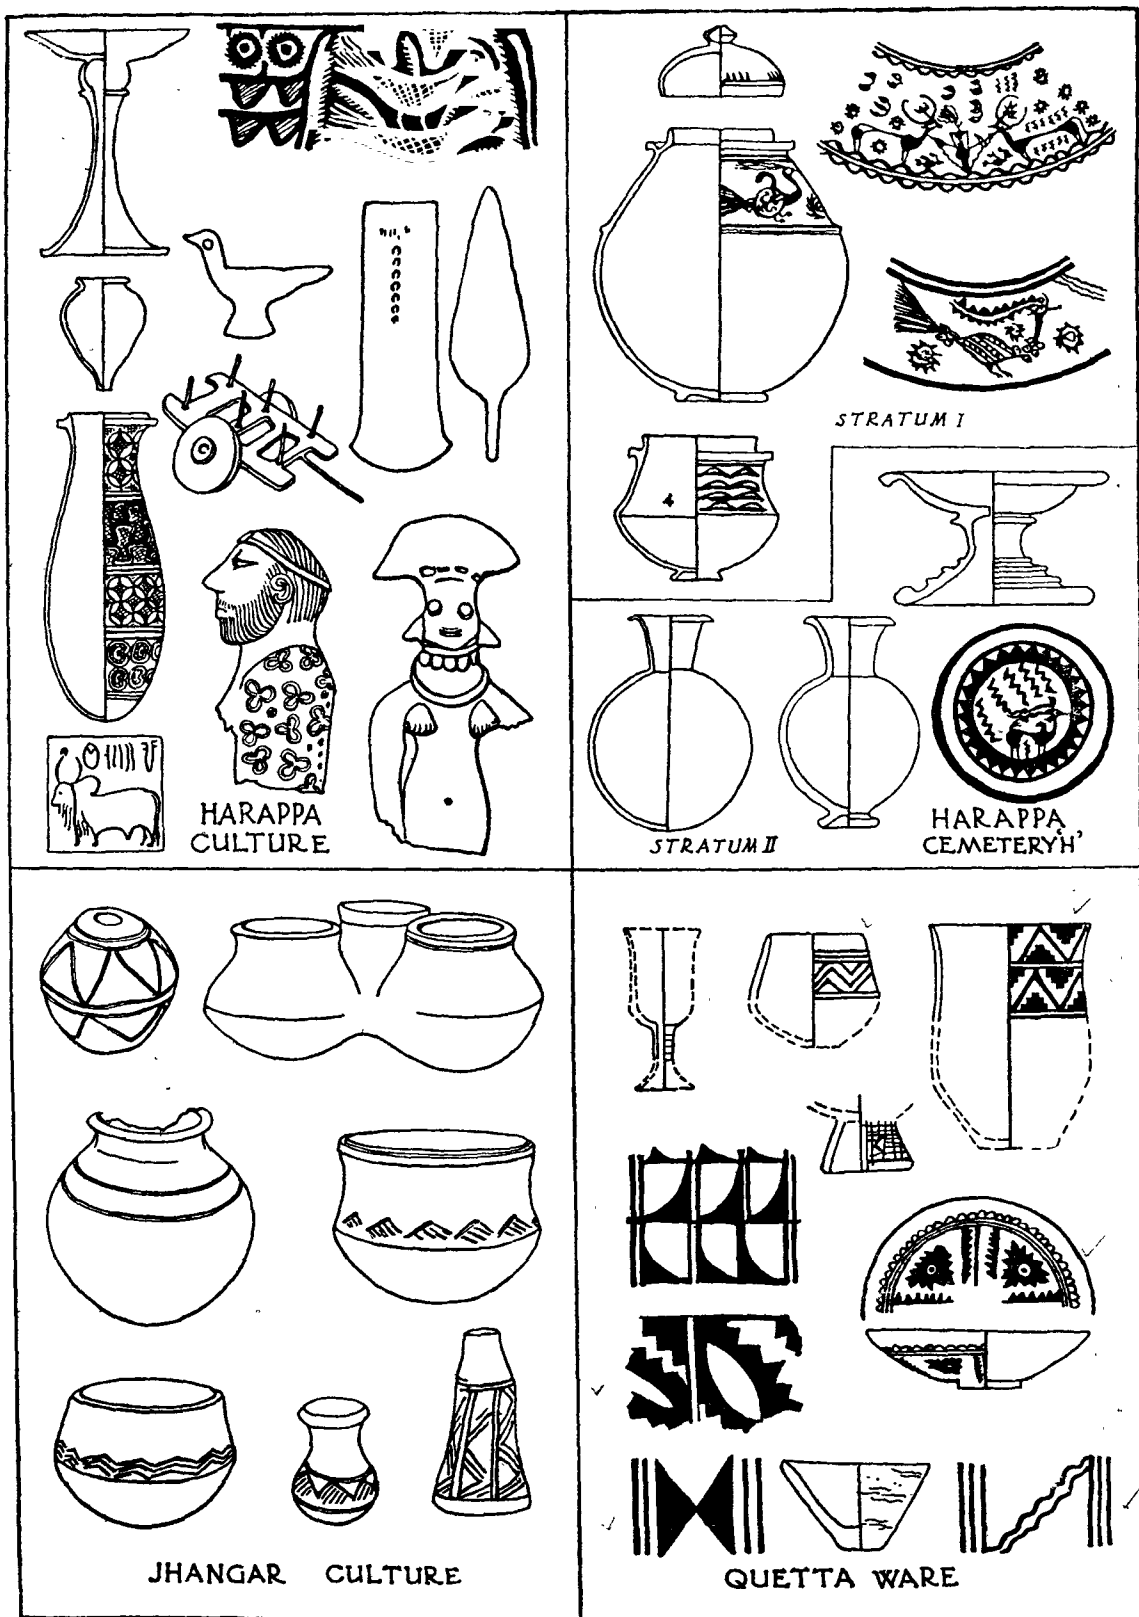 HARAPPA
CULTURE
STRATUM I
STRATUM II
HARAPPA,
CEMETERY 'H'
JHANGAR CULTURE
QUETTA WARE